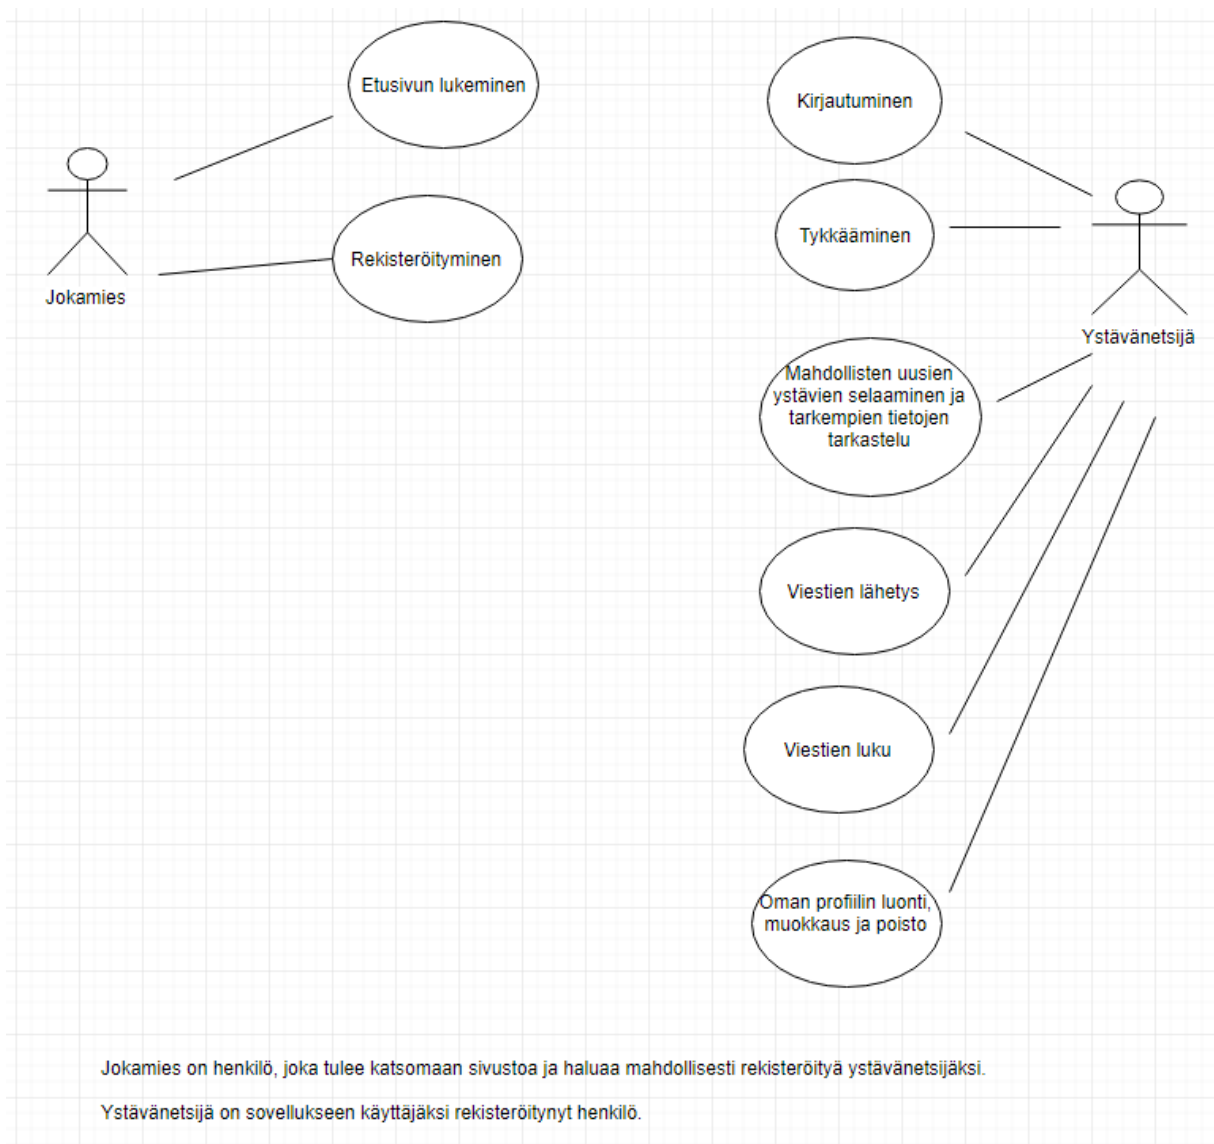 Etusivun lukeminen
Rekisteröityminen
Jokamies
Kirjautuminen
Tykkääminen
Ystävänetsijä
Mahdollisten uusien
ystävien selaaminen ja
tarkempien tietojen
tarkastelu
Viestien lähetys
Viestien luku
Oman profiilin luonti,
muokkaus ja poisto
Jokamies on henkilö, joka tulee katsomaan sivustoa ja haluaa mahdollisesti rekisteröityä ystävänetsijäksi.
Ystävänetsijä on sovellukseen käyttäjäksi rekisteröitynyt henkilö.